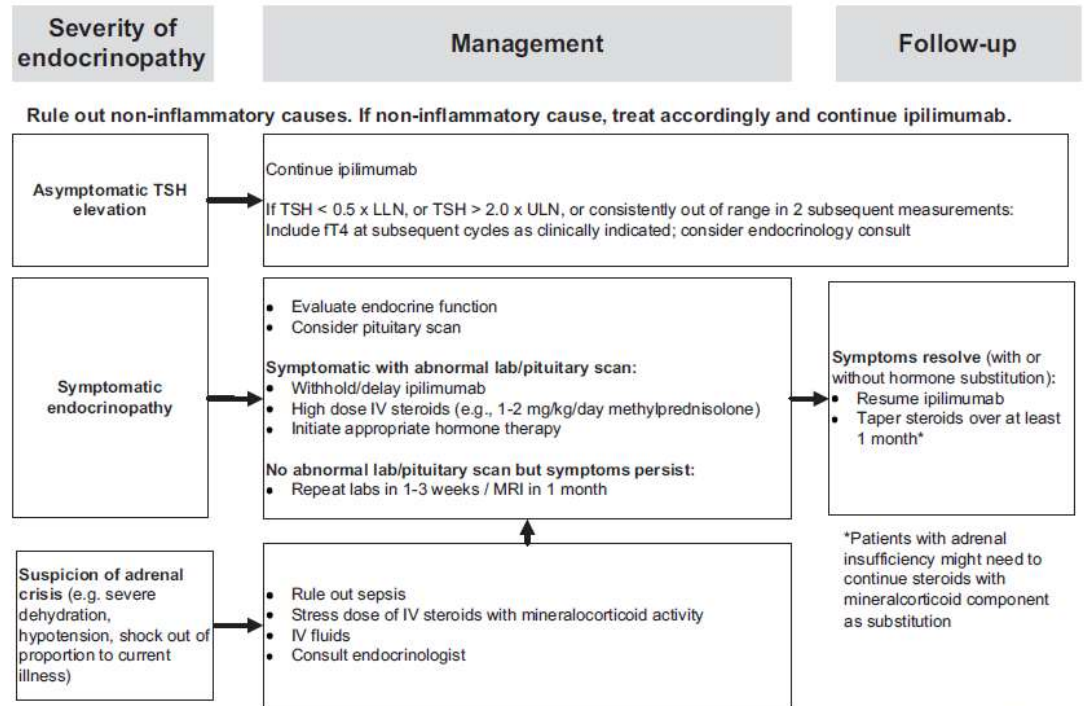 Severity of
endocrinopathy
Management
Follow-up
Rule out non-inflammatory causes. If non-inflammatory cause, treat accordingly and continue ipilimumab.
Asymptomatic TSH
elevation
Continue ipilimumab
If TSH < 0.5 x LLN, or TSH > 2.0 x ULN, or consistently out of range in 2 subsequent measurements:
Include fT4 at subsequent cycles as clinically indicated; consider endocrinology consult
Symptomatic
endocrinopathy
• Evaluate endocrine function
• Consider pituitary scan
Symptomatic with abnormal lab/pituitary scan:
• Withhold/delay ipilimumab
• High dose IV steroids (e.g., 1-2 mg/kg/day methylprednisolone)
• Initiate appropriate hormone therapy
No abnormal lab/pituitary scan but symptoms persist:
• Repeat labs in 1-3 weeks / MRI in 1 month
Symptoms resolve (with or
without hormone substitution):
• Resume ipilimumab
• Taper steroids over at least
1 month*
*Patients with adrenal
insufficiency might need to
continue steroids with
mineralcorticoid component
as substitution
Suspicion of adrenal
crisis (e.g. severe
dehydration,
hypotension, shock out of
proportion to current
illness)
• Rule out sepsis
• Stress dose of IV steroids with mineralocorticoid activity
• IV fluids
• Consult endocrinologist